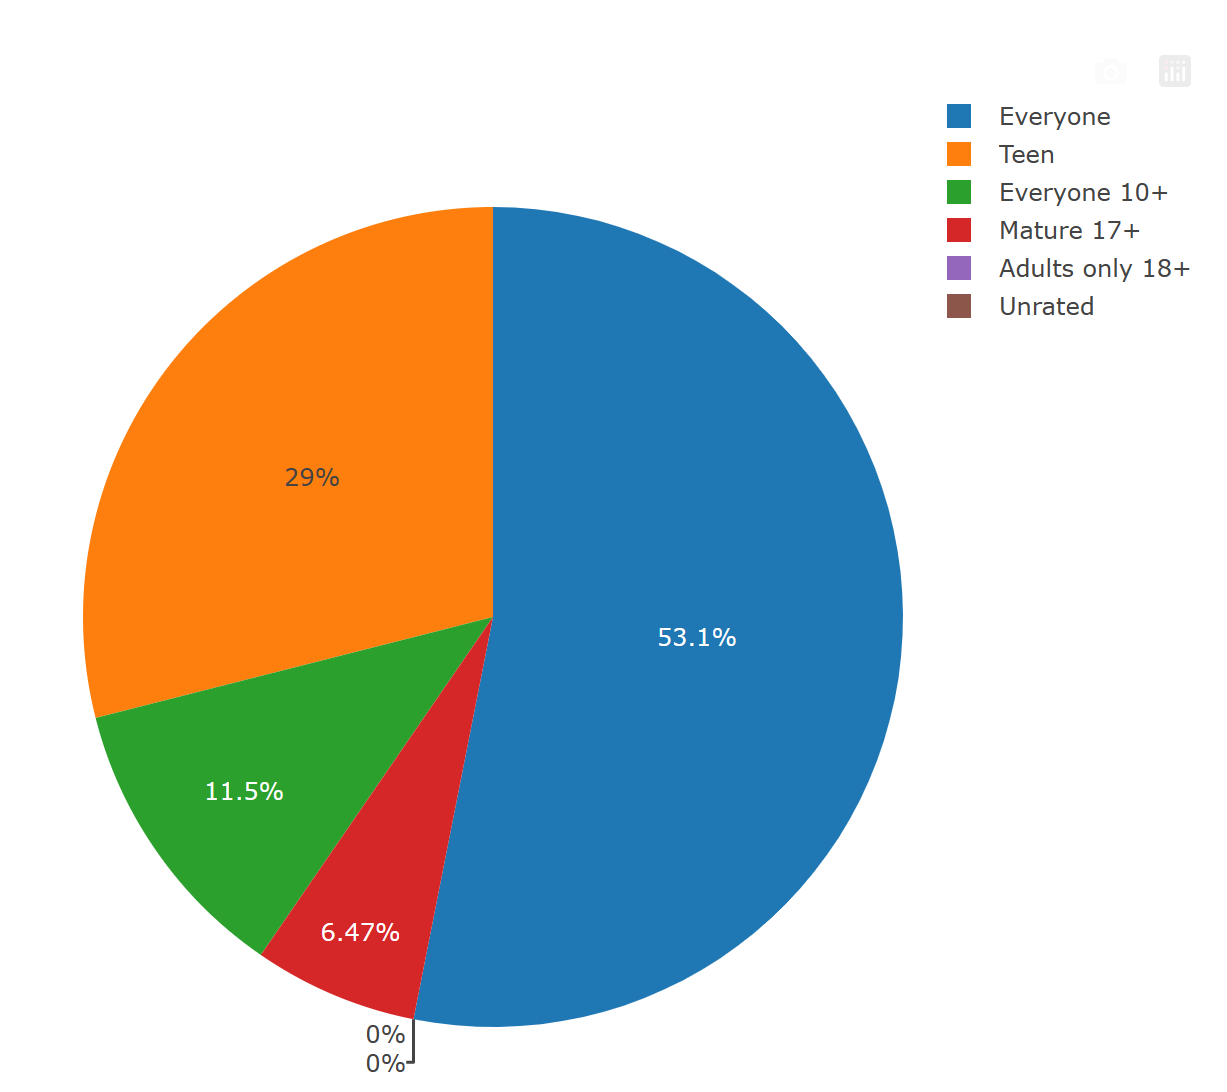 Everyone
Teen
Everyone 10+
Mature 17+
Adults only 18+
Unrated
29%
53.1%
11.5%
6.47%
0%
0%